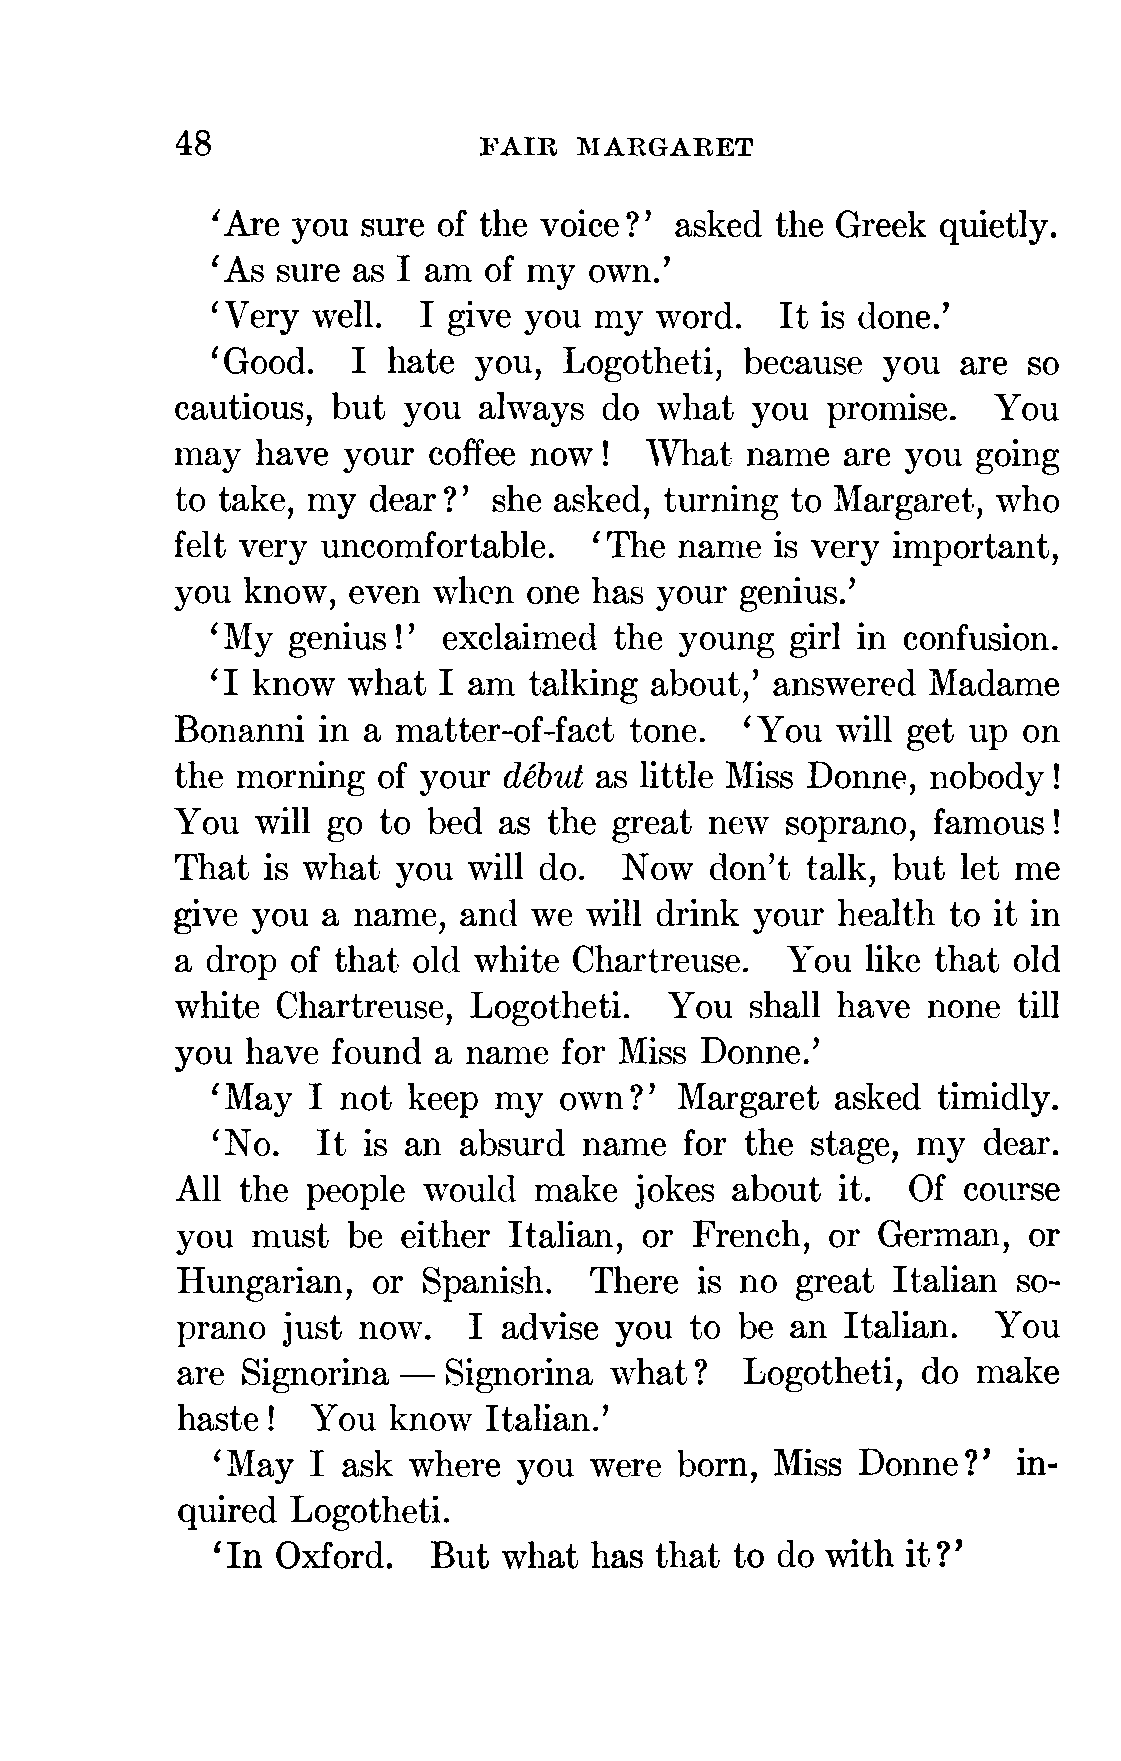 48 FAIR MARGARET
‘Are you sure of the voice?’ asked the Greek quietly.
‘As sure as I am of my own.’
‘Very well. I give you my word. It is done.’
‘Good. I hate you, Logotheti, because you are so
cautious, but you always do what you promise. You
may have your coffee now! What name are you going
to take, my dear?’ she asked, turning to Margaret, who
felt very uncomfortable. ‘The name is very important,
you know, even when one has your genius.’
‘My genius!’ exclaimed the young girl in confusion.
‘I know what I am talking about,’ answered Madame
Bonanni in a matter-of-fact tone. ‘You will get up on
the morning of your début as little Miss Donne, nobody!
You will go to bed as the great new soprano, famous!
That is what you will do. Now don’t talk, but let me
give you a name, and we will drink your health to it in
a drop of that old white Chartreuse. You like that old
white Chartreuse, Logotheti. You shall have none till
you have found a name for Miss Donne.’
‘May I not keep my own?’ Margaret asked timidly.
‘No. It is an absurd name for the stage, my dear.
All the people would make jokes about it. Of course
you must be either Italian, or French, or German, or
Hungarian, or Spanish. There is no great Italian so-
prano just now. I advise you to be an Italian. You
are Signorina — Signorina what? Logotheti, do make
haste! You know Italian.’
‘May I ask where you were born, Miss Donne?’ in-
quired Logotheti.
‘In Oxford. But what has that to do with it?’